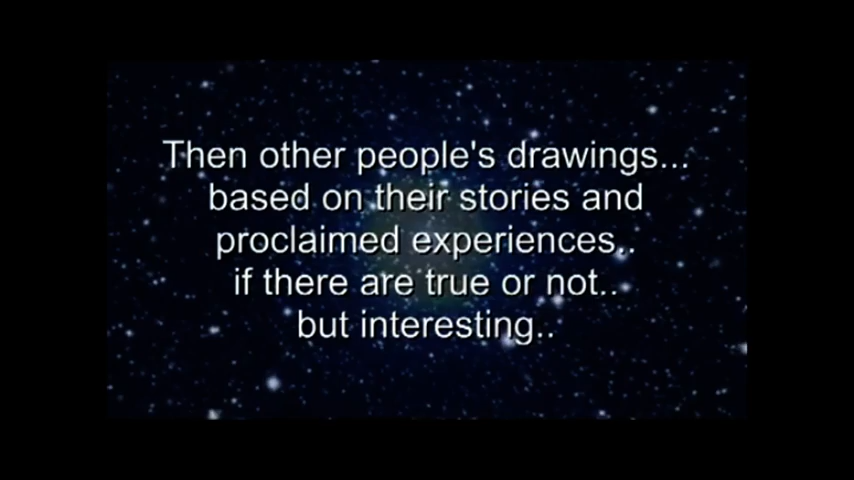 Then other people's drawings...
based on their stories and
proclaimed experiences..
if there are true or not..
but interesting..